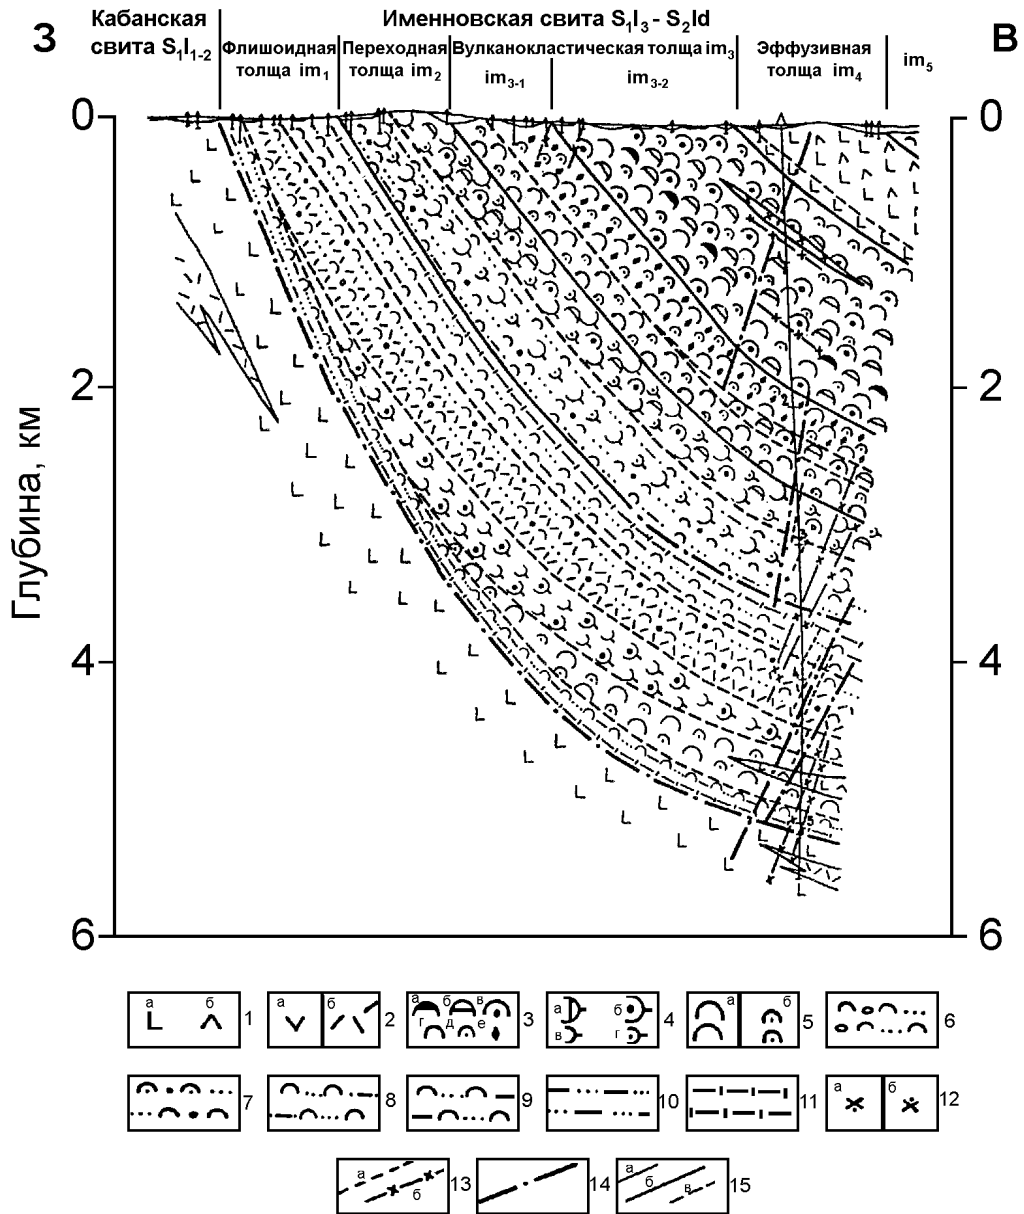 З
Кабанская
свита S₁l₁₋₂
Именновская свита S₁l₃ - S₂ld
В
Флишоидная
толща im₁
Переходная
толща im₂
Вулканокластическая толща im₃
im₃₋₁
im₃₋₂
Эффузивная
толща im₄
im₅
0
0
2
2
4
4
6
6
Глубина, км
5
а б 1
а б 2
а б в г д е 3
а б в г 4
а б 5
6
7
8
9
10
11
а б 12
а б 13
14
а б в 15